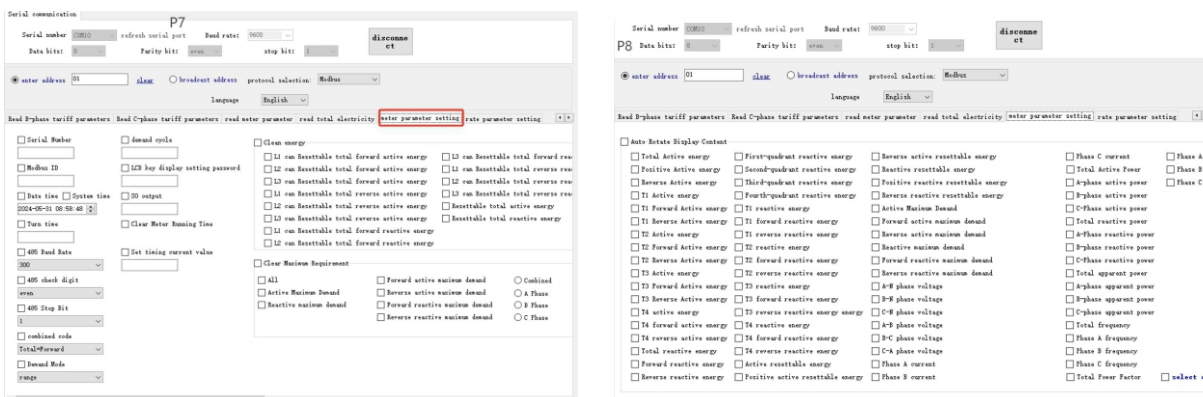 Serial communication
P7
Serial number COM10 refresh serial port Baud rate: 9600
disconnect
Data bits: 8 Parity bit: even stop bit: 1
enter address 01 clear broadcast address protocol selection: Modbus
language English
Read B-phase tariff parameters Read C-phase tariff parameters read meter parameter read total electricity meter parameter setting rate parameter setting
Serial Number
demand cycle
Modbus ID
LCD key display setting password
Date time System time
SO output
2024-05-31 08:58:48
Turn time
Clear Meter Running Time
485 Baud Rate
Set timing current value
300
485 check digit
even
485 Stop Bit
1
combined code
Total=Forward
Demand Mode
range
Clean energy
L1 can Resettable total forward active energy
L3 can Resettable total forward
L2 can Resettable total forward active energy
L1 can Resettable total reverse
L3 can Resettable total forward active energy
L2 can Resettable total reverse
L1 can Resettable total reverse active energy
L3 can Resettable total reverse
L2 can Resettable total reverse active energy
Resettable total active energy
L3 can Resettable total reverse active energy
Resettable total reactive energy
L1 can Resettable total forward reactive energy
L2 can Resettable total forward reactive energy
Clear Maximum Requirement
All
Forward active maximum demand
Combined
Active Maximum Demand
Reverse active maximum demand
A Phase
Reactive maximum demand
Forward reactive maximum demand
B Phase
Reverse reactive maximum demand
C Phase
Serial number COM10 refresh serial port Baud rate: 9600
disconnect
P8
Data bits: 8 Parity bit: even stop bit: 1
enter address 01 clear broadcast address protocol selection: Modbus
language English
Read B-phase tariff parameters Read C-phase tariff parameters read meter parameter read total electricity meter parameter setting rate parameter setting
Auto Rotate Display Content
Total Active energy First-quadrant reactive energy Reverse active resettable energy Phase C current Phase A
Positive Active energy Second-quadrant reactive energy Reactive resettable energy Total Active Power Phase B
Reverse Active energy Third-quadrant reactive energy Positive reactive resettable energy A-phase active power Phase C
T1 Active energy Fourth-quadrant reactive energy Reverse reactive resettable energy B-phase active power
T1 Forward Active energy T1 reactive energy Active Maximum Demand C-Phase active power
T1 Reverse Active energy T1 forward reactive energy Forward active maximum demand Total reactive power
T2 Active energy T1 reverse reactive energy Reverse active maximum demand A-Phase reactive power
T2 Forward Active energy T2 reactive energy Reactive maximum demand B-phase reactive power
T2 Reverse Active energy T2 forward reactive energy Forward reactive maximum demand C-Phase reactive power
T3 Active energy T2 reverse reactive energy Reverse reactive maximum demand Total apparent power
T3 Forward Active energy T3 reactive energy A-N phase voltage A-phase apparent power
T3 Reverse Active energy T3 forward reactive energy B-N phase voltage B-phase apparent power
T4 active energy T3 reverse reactive energy energy C-N phase voltage C-phase apparent power
T4 forward active energy T4 reactive energy A-B phase voltage Total frequency
T4 reverse active energy T4 forward reactive energy B-C phase voltage Phase A frequency
Total reactive energy T4 reverse reactive energy C-A phase voltage Phase B frequency
Forward reactive energy Active resettable energy Phase A current Phase C frequency
Reverse reactive energy Positive active resettable energy Phase B current Total Power Factor select